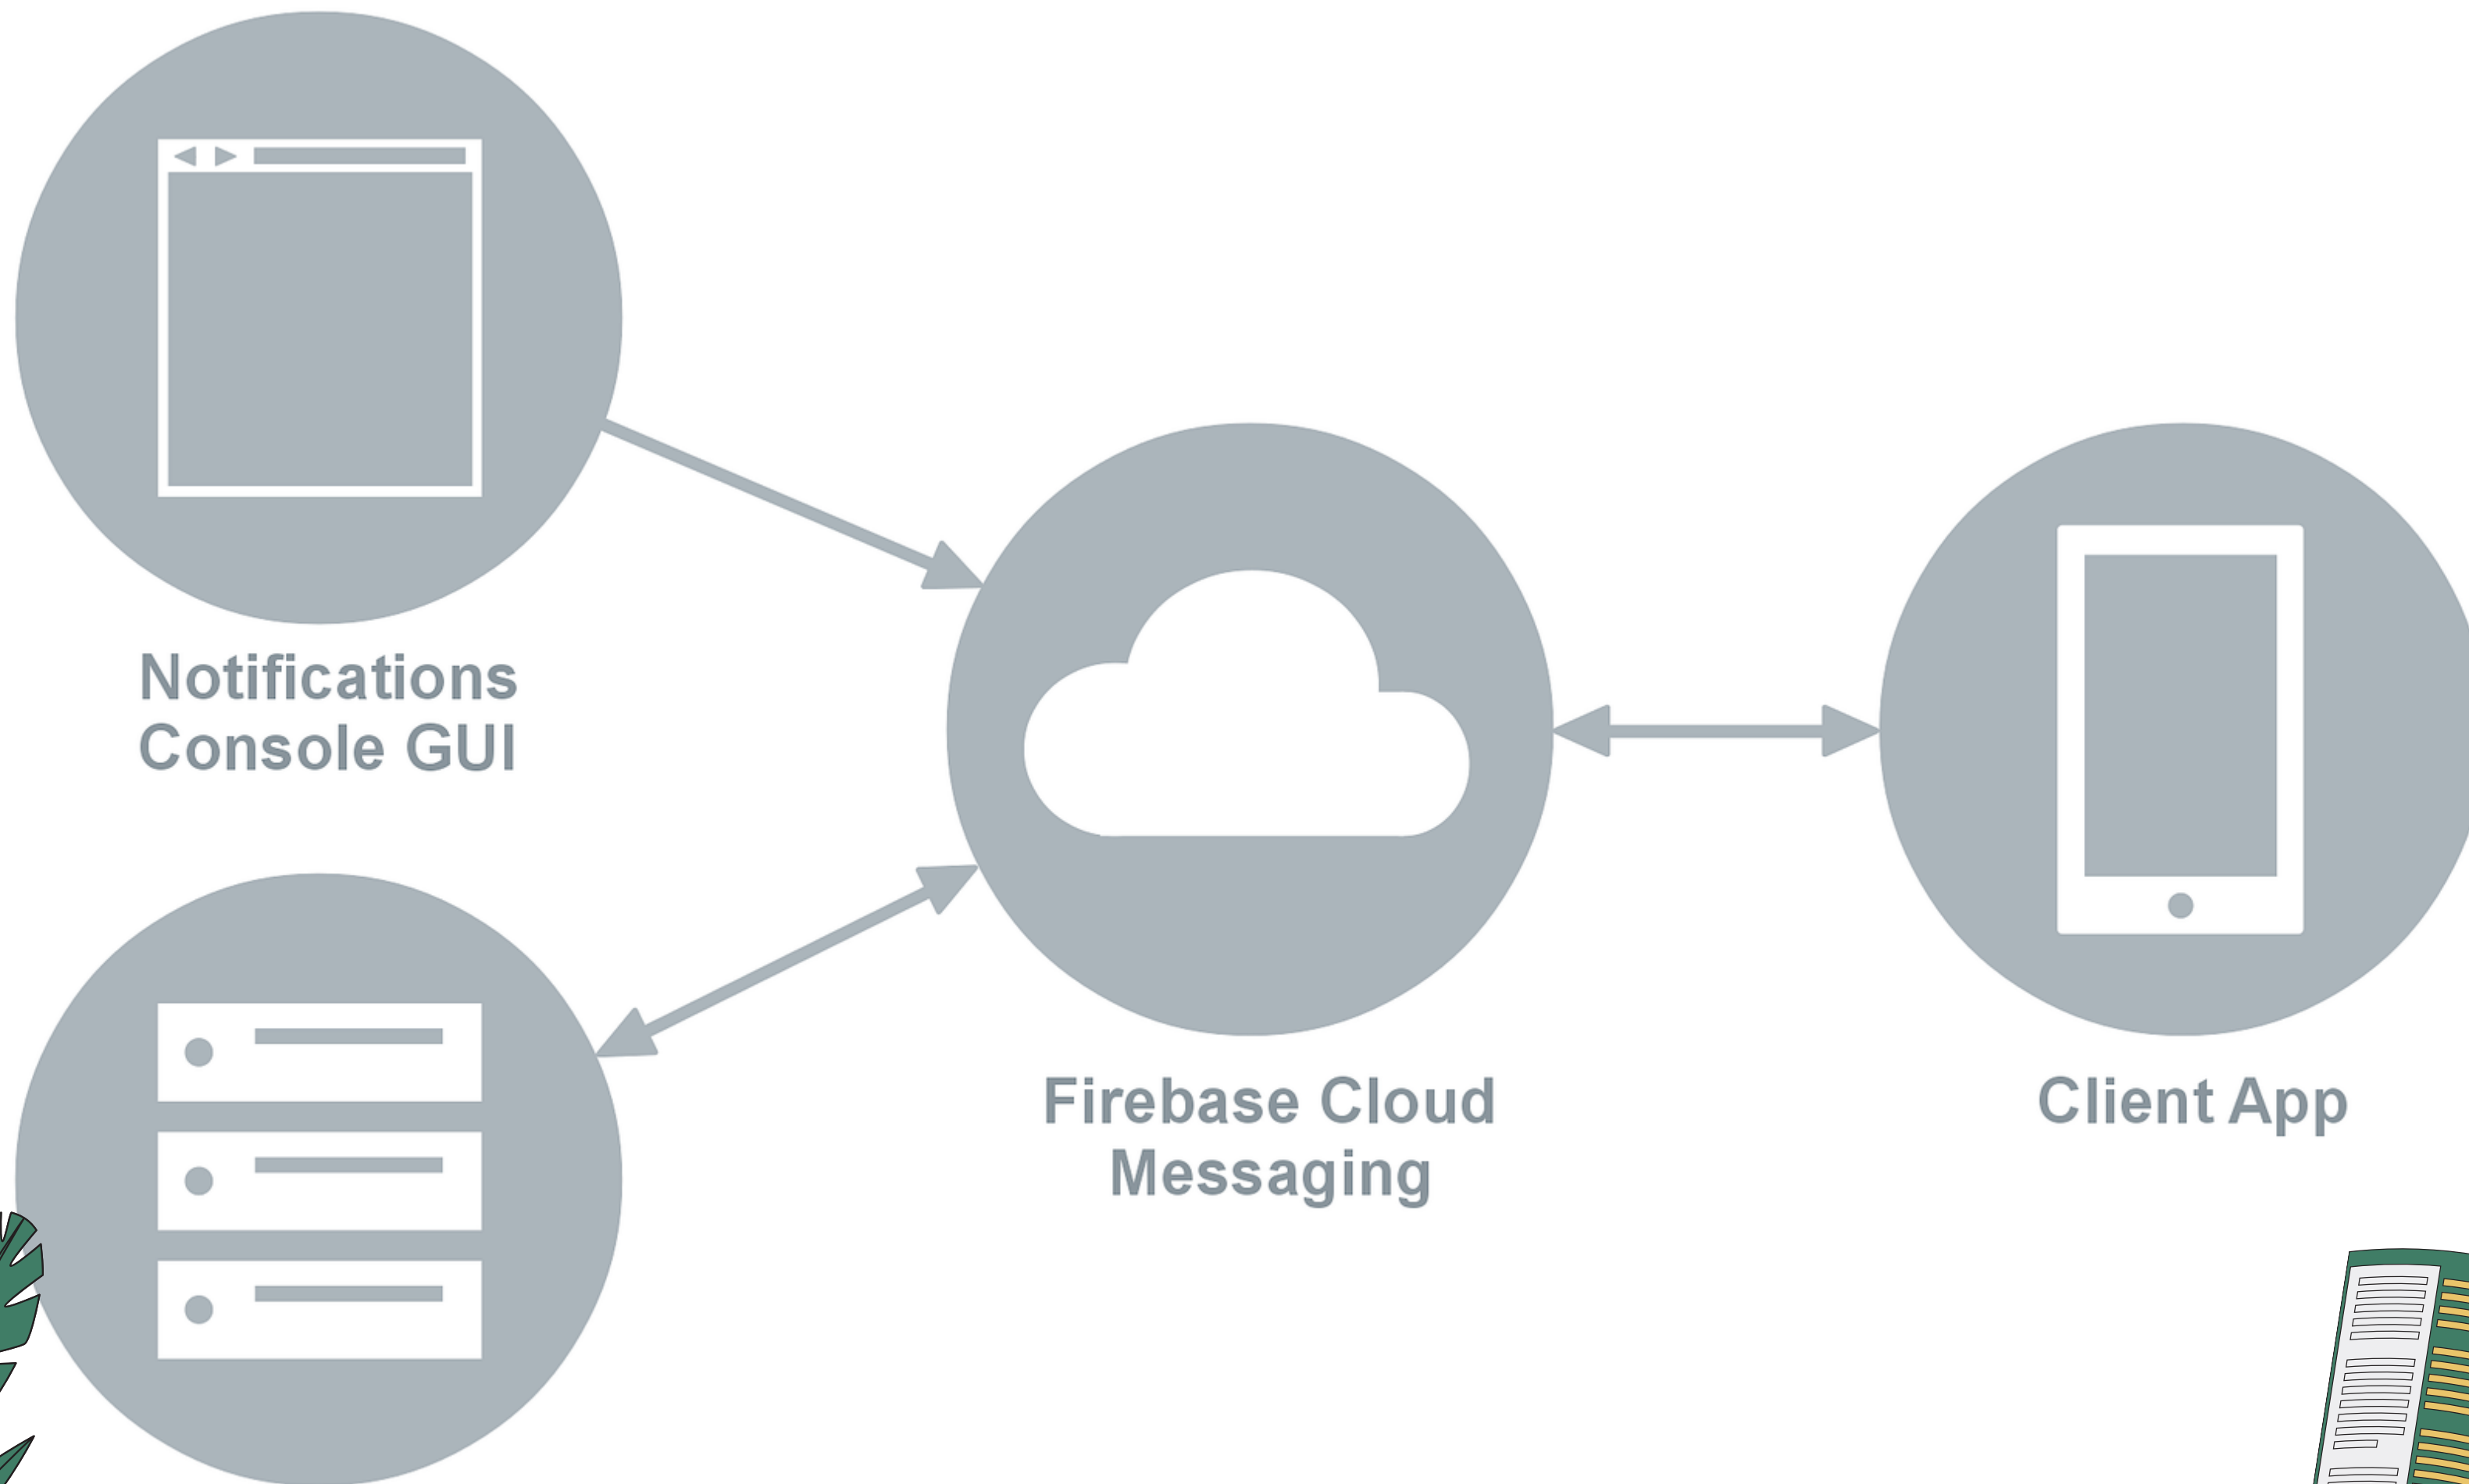 Notifications
Console GUI
Firebase Cloud
Messaging
Client App